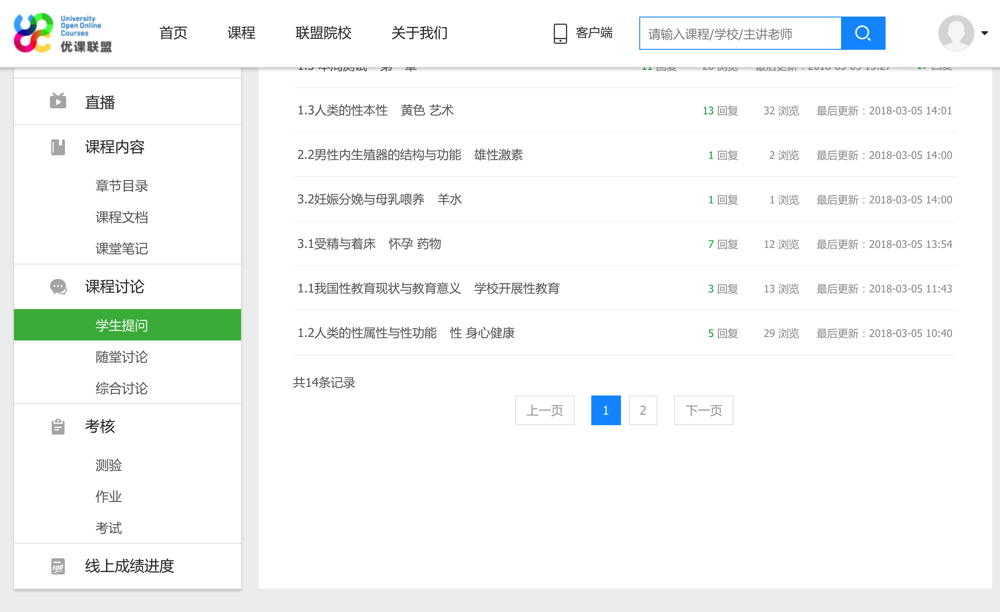 University
Open Online
Courses
优课联盟
首页 课程 联盟院校 关于我们 客户端 请输入课程/学校/主讲老师
直播
课程内容
章节目录
课程文档
课堂笔记
课程讨论
学生提问
随堂讨论
综合讨论
考核
测验
作业
考试
线上成绩进度
1.3人类的性本性 黄色 艺术 13 回复 32 浏览 最后更新：2018-03-05 14:01
2.2男性内生殖器的结构与功能 雄性激素 1 回复 2 浏览 最后更新：2018-03-05 14:00
3.2妊娠分娩与母乳喂养 羊水 1 回复 1 浏览 最后更新：2018-03-05 14:00
3.1受精与着床 怀孕 药物 7 回复 12 浏览 最后更新：2018-03-05 13:54
1.1我国性教育现状与教育意义 学校开展性教育 3 回复 13 浏览 最后更新：2018-03-05 11:43
1.2人类的性属性与性功能 性 身心健康 5 回复 29 浏览 最后更新：2018-03-05 10:40
共14条记录
上一页 1 2 下一页